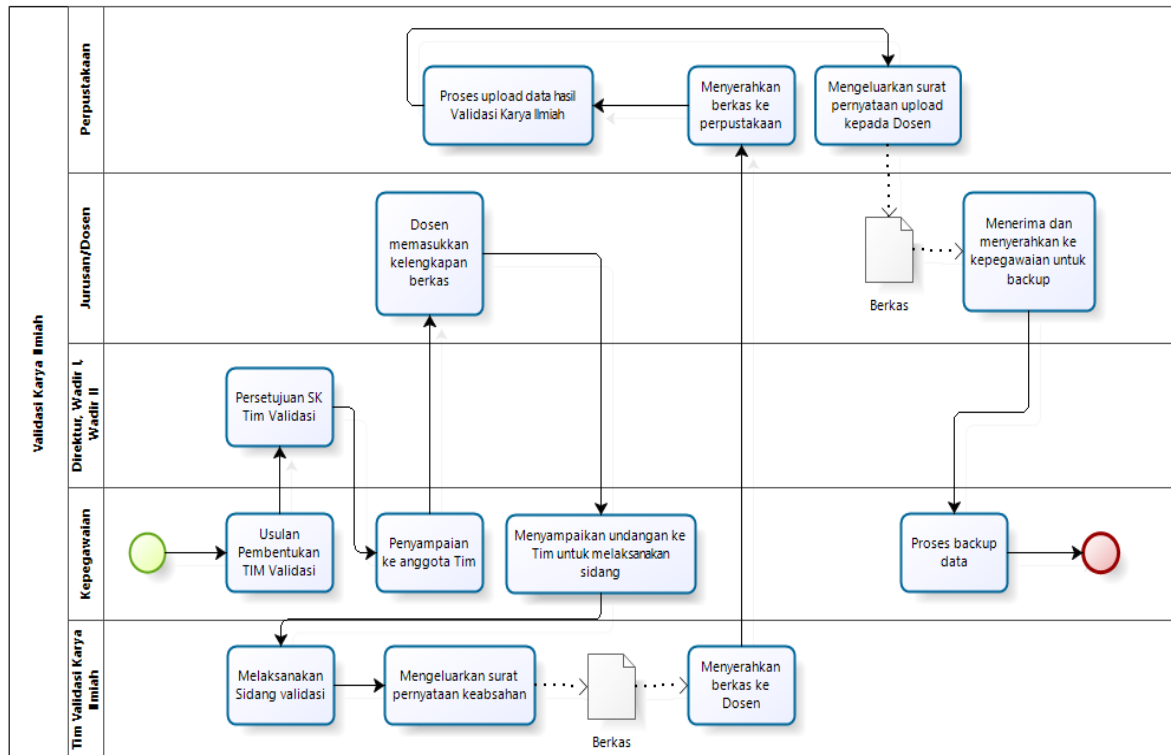 Validasi Karya Ilmiah
Perpustakaan
Proses upload data hasil
Validasi Karya Ilmiah
Menyerahkan
berkas ke
perpustakaan
Mengeluarkan surat
pernyataan upload
kepada Dosen
Jurusan/Dosen
Dosen
memasukkan
kelengkapan
berkas
Berkas
Menerima dan
menyerahkan ke
kepegawaian untuk
backup
Direktur, Wadir I,
Wadir II
Persetujuan SK
Tim Validasi
Kepegawaian
Usulan
Pembentukan
TIM Validasi
Penyampaian
ke anggota Tim
Menyampaikan undangan ke
Tim untuk melaksanakan
sidang
Proses backup
data
Tim Validasi Karya
Ilmiah
Melaksanakan
Sidang validasi
Mengeluarkan surat
pernyataan keabsahan
Berkas
Menyerahkan
berkas ke
Dosen